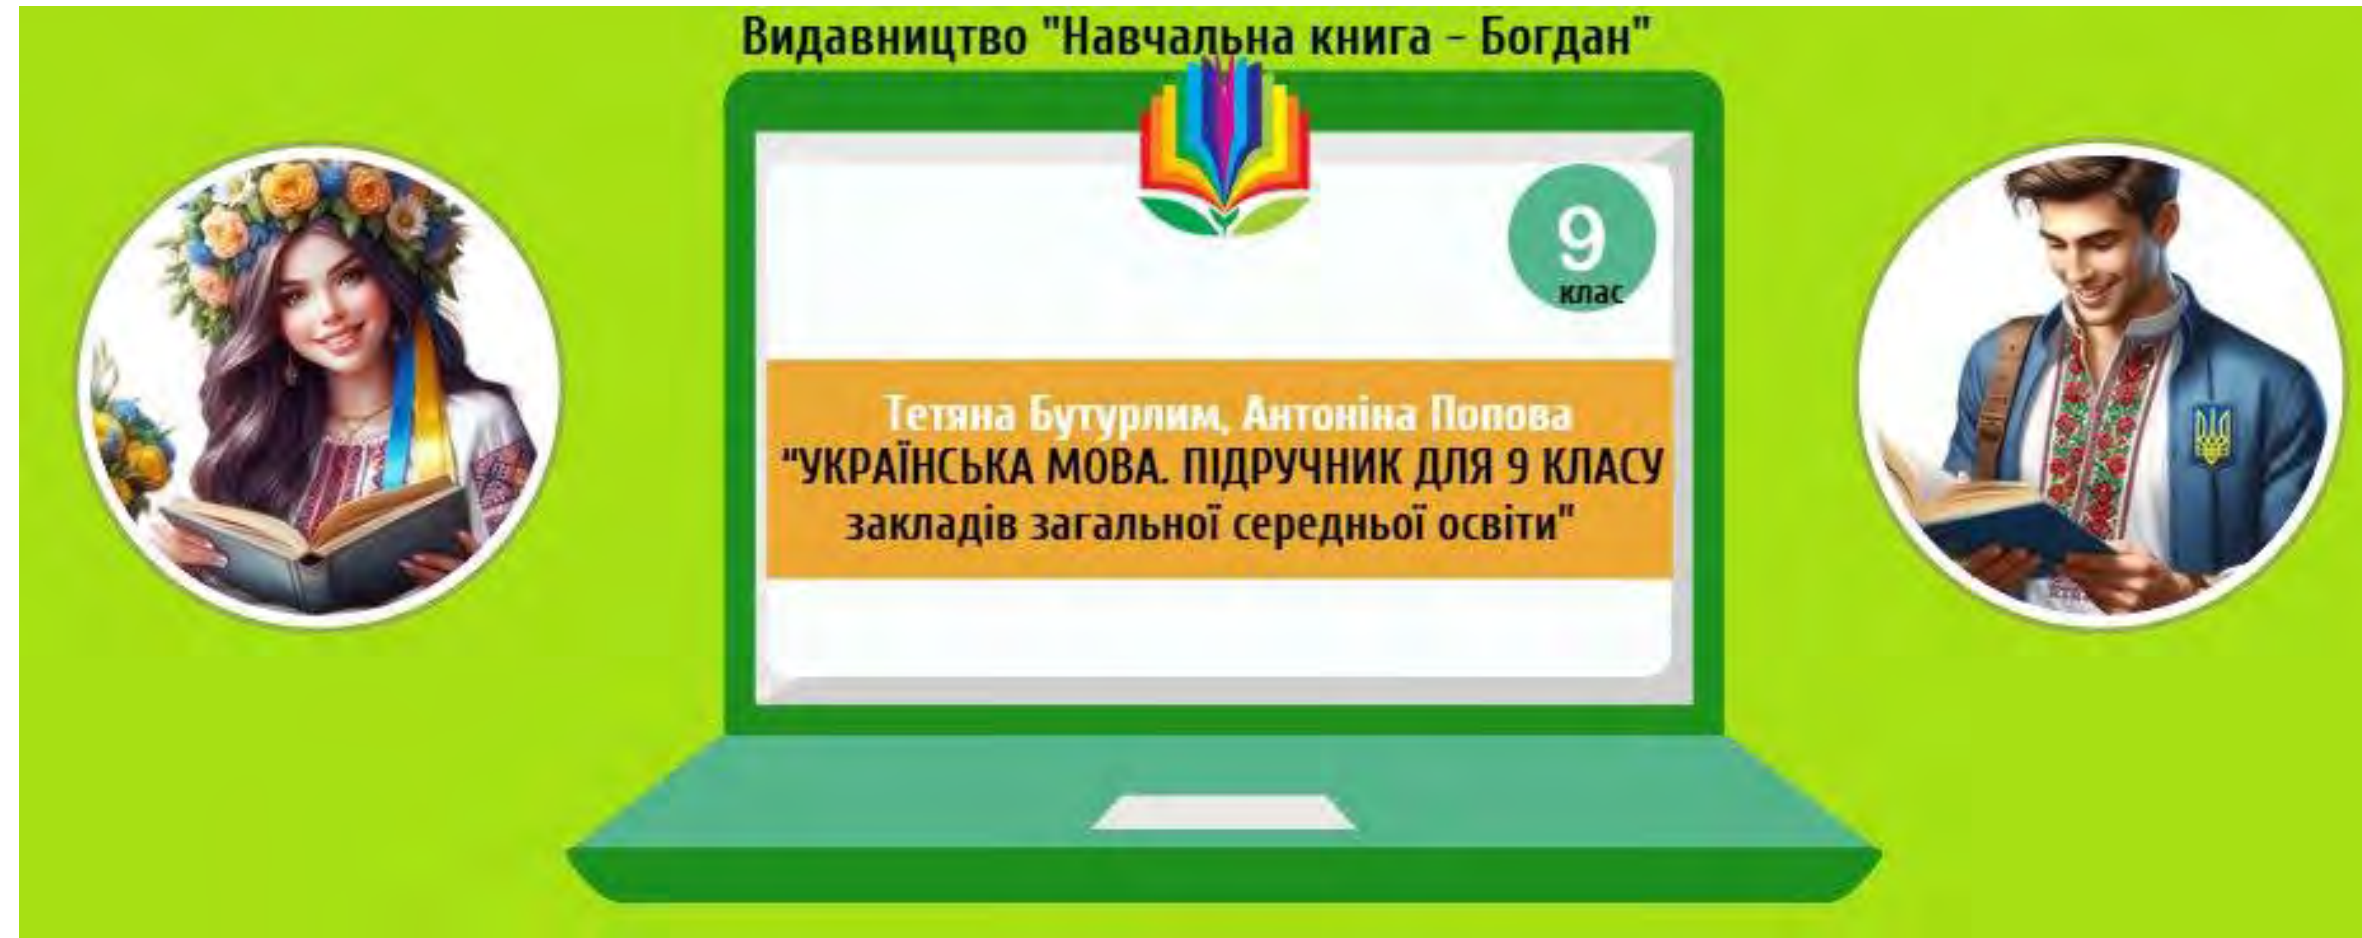 Видавництво "Навчальна книга - Богдан"
9
клас
Тетяна Бутурлим, Антоніна Попова
“УКРАЇНСЬКА МОВА. ПІДРУЧНИК ДЛЯ 9 КЛАСУ
закладів загальної середньої освіти”